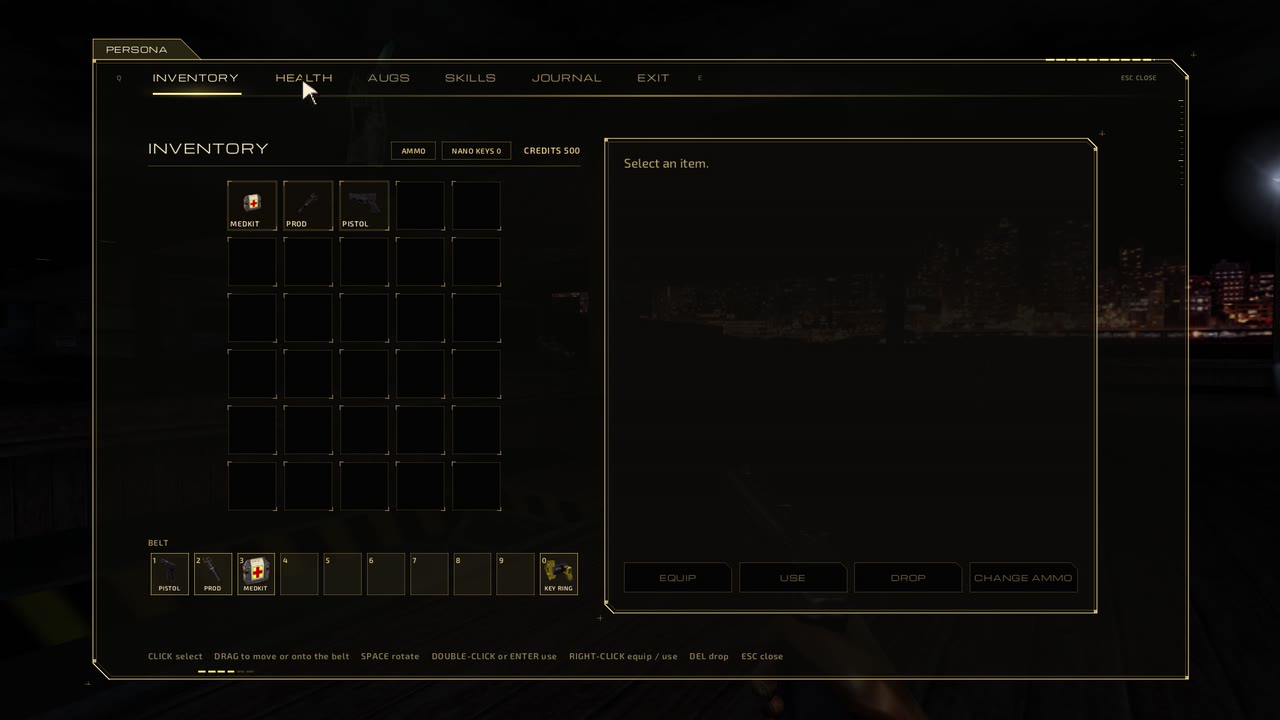 PERSONA
Q INVENTORY HEALTH AUGS SKILLS JOURNAL EXIT E ESC CLOSE
INVENTORY AMMO NANO KEYS 0 CREDITS 500
Select an item.
MEDKIT PROD PISTOL
BELT
1 2 3 4 5 6 7 8 9 0
PISTOL PROD MEDKIT KEY RING
EQUIP USE DROP CHANGE AMMO
CLICK select DRAG to move or onto the belt SPACE rotate DOUBLE-CLICK or ENTER use RIGHT-CLICK equip / use DEL drop ESC close